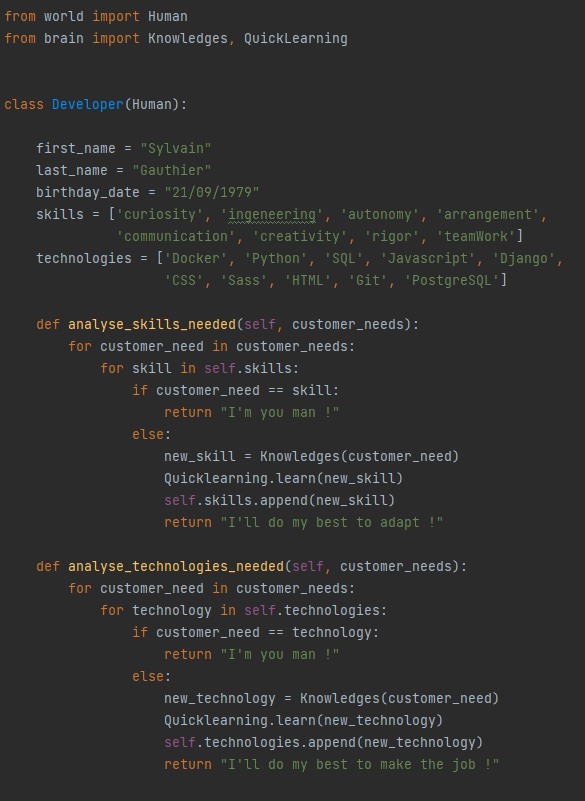 from world import Human
from brain import Knowledges, QuickLearning
class Developer(Human):
    first_name = "Sylvain"
    last_name = "Gauthier"
    birthday_date = "21/09/1979"
    skills = ['curiosity', 'ingeneering', 'autonomy', 'arrangement',
              'communication', 'creativity', 'rigor', 'teamWork']
    technologies = ['Docker', 'Python', 'SQL', 'Javascript', 'Django',
                    'CSS', 'Sass', 'HTML', 'Git', 'PostgreSQL']
    def analyse_skills_needed(self, customer_needs):
        for customer_need in customer_needs:
            for skill in self.skills:
                if customer_need == skill:
                    return "I'm you man !"
                else:
                    new_skill = Knowledges(customer_need)
                    Quicklearning.learn(new_skill)
                    self.skills.append(new_skill)
                    return "I'll do my best to adapt !"
    def analyse_technologies_needed(self, customer_needs):
        for customer_need in customer_needs:
            for technology in self.technologies:
                if customer_need == technology:
                    return "I'm you man !"
                else:
                    new_technology = Knowledges(customer_need)
                    Quicklearning.learn(new_technology)
                    self.technologies.append(new_technology)
                    return "I'll do my best to make the job !"